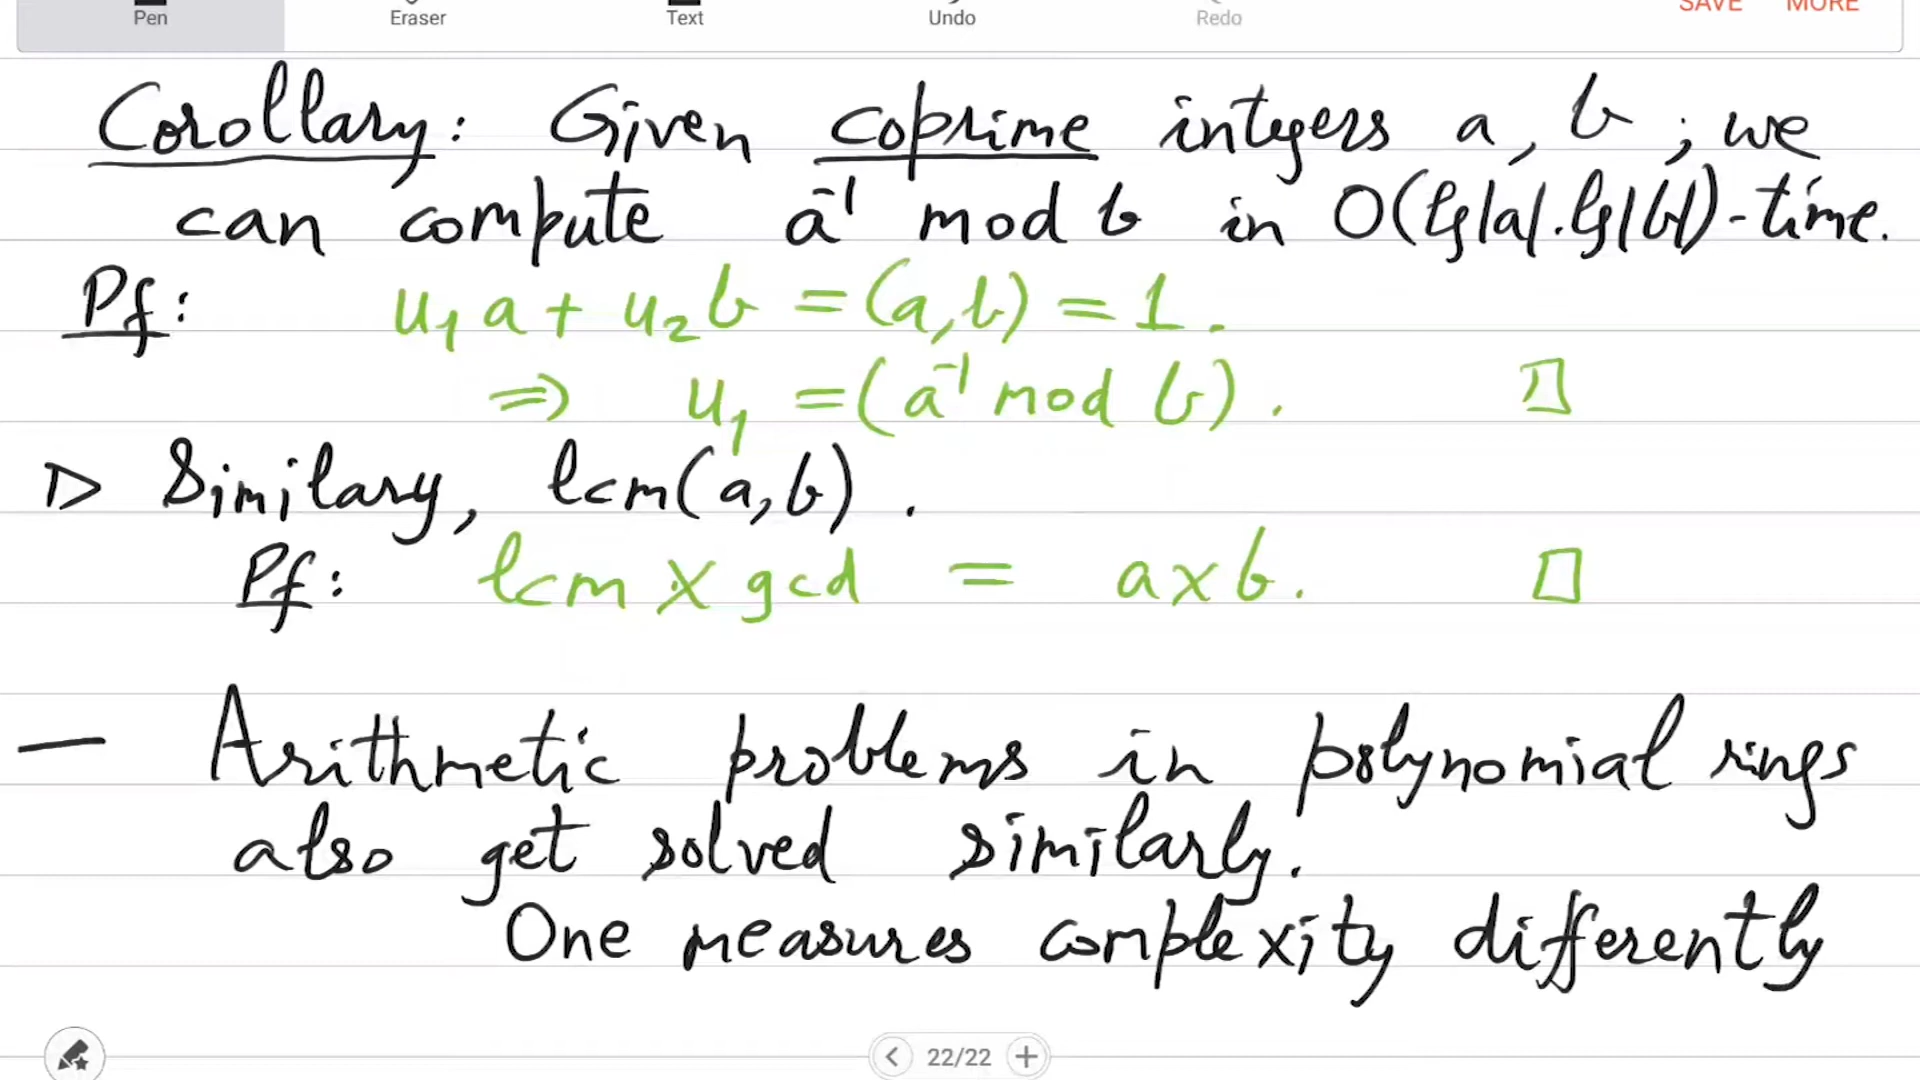 Pen Eraser Text Undo Redo SAVE MORE
Corollary: Given coprime integers a, b ; we
can compute a⁻¹ mod b in O(lg|a|.lg|b|)-time.
Pf: u₁a + u₂b = (a,b) = 1.
⇒ u₁ = (a⁻¹ mod b). □
▷ Similary, lcm(a,b).
Pf: lcm × gcd = a×b. □
— Arithmetic problems in polynomial rings
also get solved similarly.
One measures complexity differently
22/22